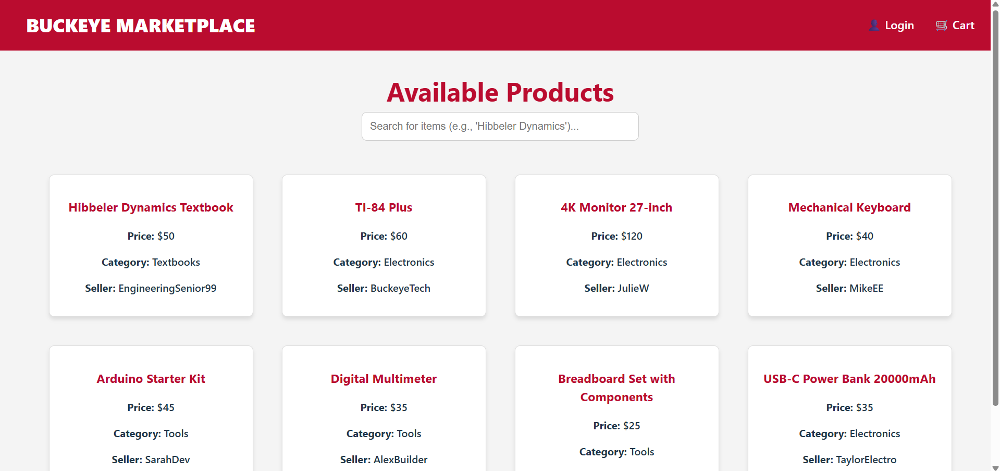 BUCKEYE MARKETPLACE
👤 Login 🛒 Cart
Available Products
Search for items (e.g., 'Hibbeler Dynamics')...
Hibbeler Dynamics Textbook
Price: $50
Category: Textbooks
Seller: EngineeringSenior99
TI-84 Plus
Price: $60
Category: Electronics
Seller: BuckeyeTech
4K Monitor 27-inch
Price: $120
Category: Electronics
Seller: JulieW
Mechanical Keyboard
Price: $40
Category: Electronics
Seller: MikeEE
Arduino Starter Kit
Price: $45
Category: Tools
Seller: SarahDev
Digital Multimeter
Price: $35
Category: Tools
Seller: AlexBuilder
Breadboard Set with
Components
Price: $25
Category: Tools
USB-C Power Bank 20000mAh
Price: $35
Category: Electronics
Seller: TaylorElectro